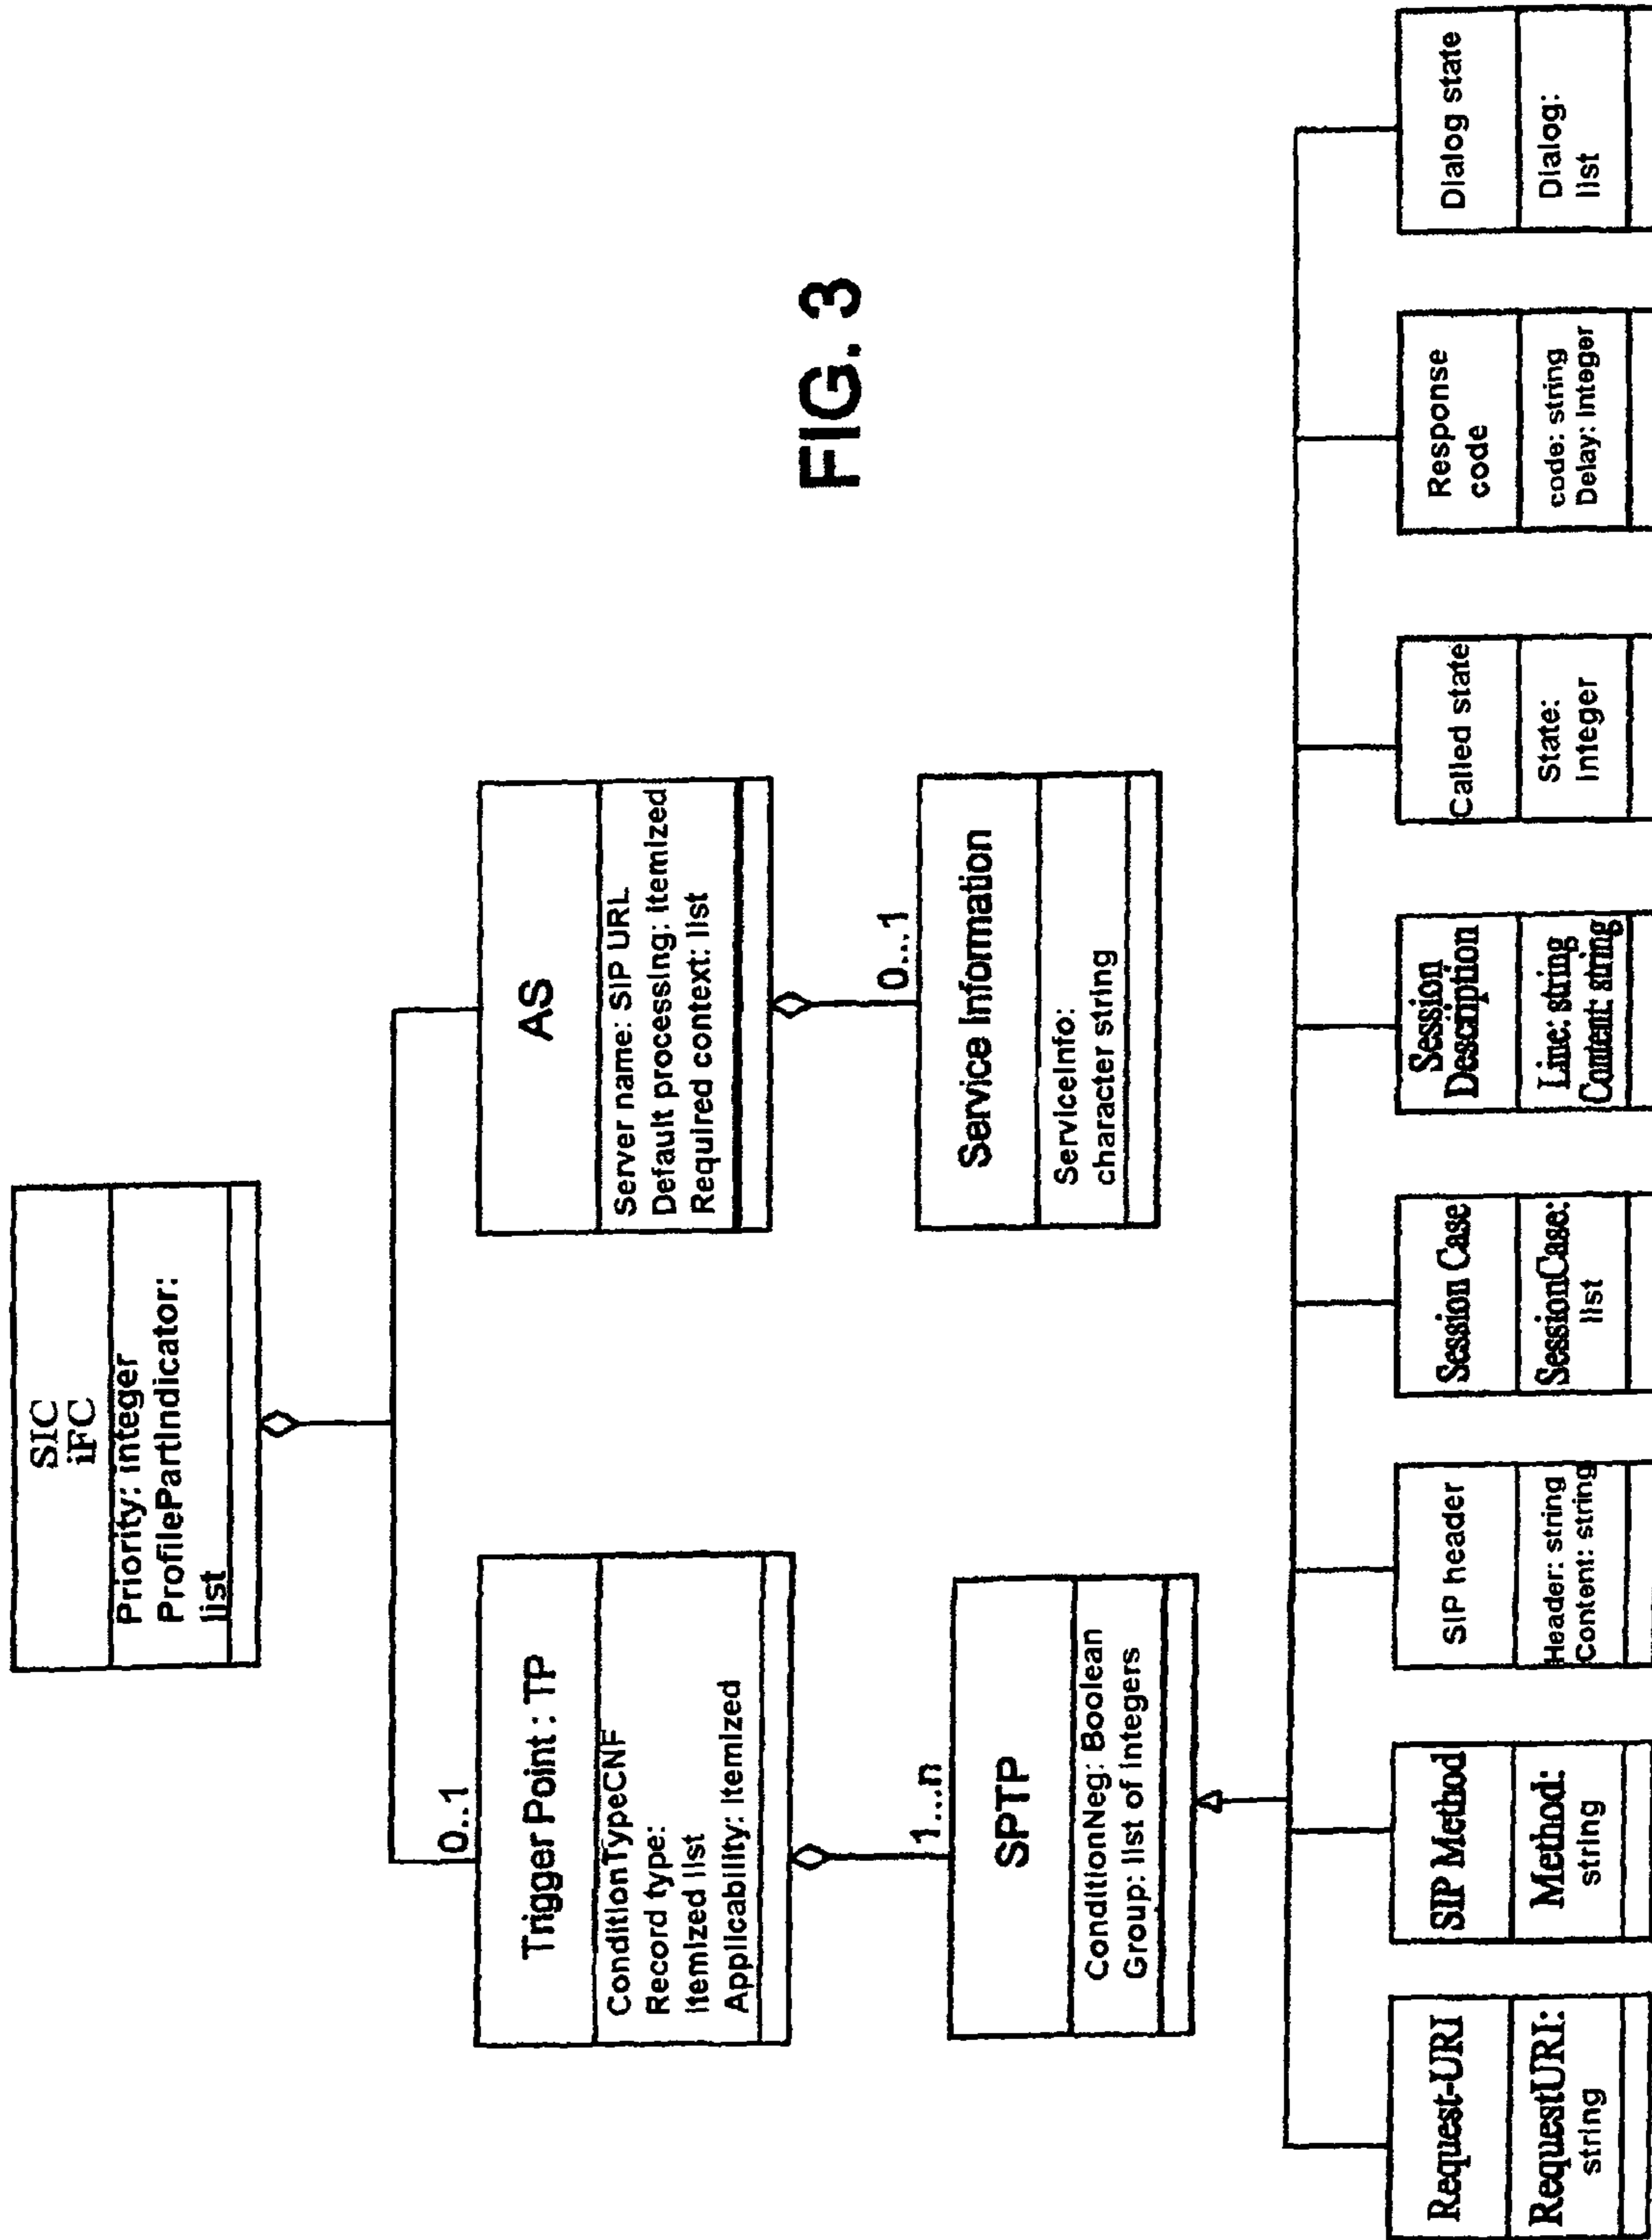 SIC
iFC
Priority: integer
ProfilePartIndicator:
list
0..1
Trigger Point : TP
ConditionTypeCNF
Record type:
itemized list
Applicability: itemized
AS
Server name: SIP URL
Default processing: itemized
Required context: list
1...n
SPTP
ConditionNeg: Boolean
Group: list of integers
0...1
Service Information
ServiceInfo:
character string
FIG. 3
Request-URI
RequestURI:
string
SIP Method
Method:
string
SIP header
Header: string
Content: string
Session Case
SessionCase:
list
Session
Description
Line: string
Content: string
Called state
State:
integer
Response
code
code: string
Delay: Integer
Dialog state
Dialog:
list